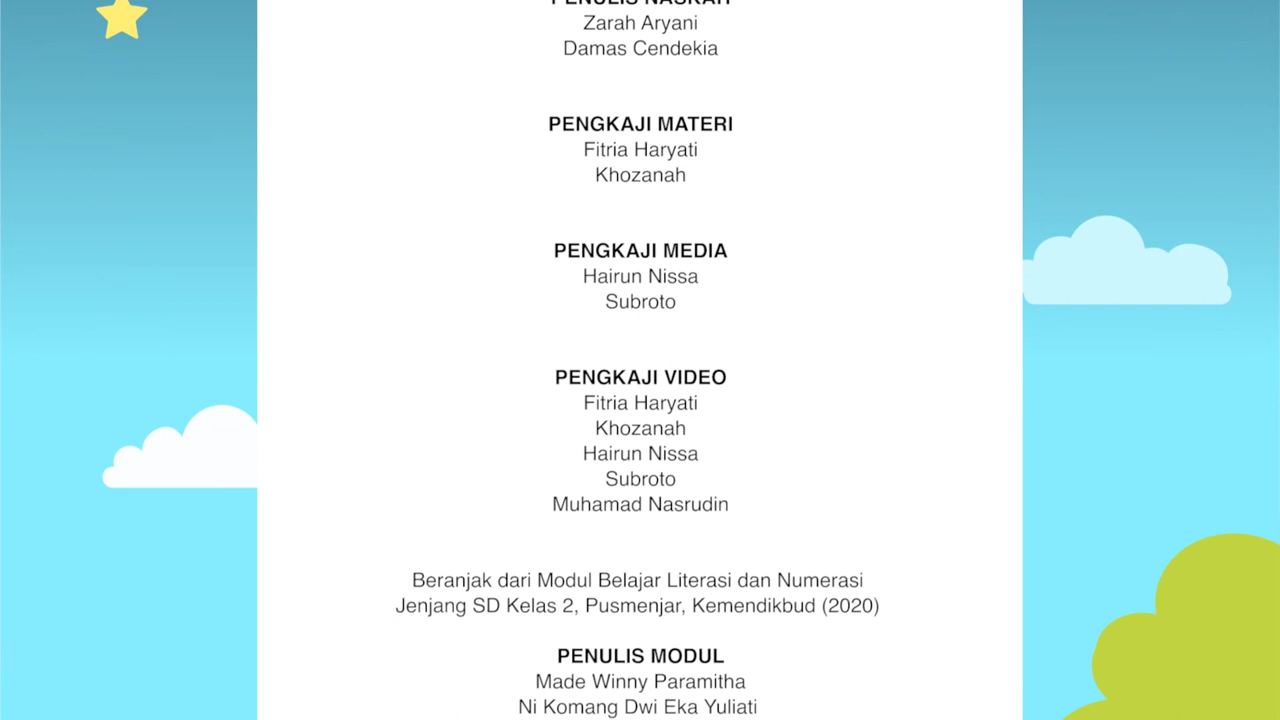 PENULIS NASKAH
Zarah Aryani
Damas Cendekia
PENGKAJI MATERI
Fitria Haryati
Khozanah
PENGKAJI MEDIA
Hairun Nissa
Subroto
PENGKAJI VIDEO
Fitria Haryati
Khozanah
Hairun Nissa
Subroto
Muhamad Nasrudin
Beranjak dari Modul Belajar Literasi dan Numerasi
Jenjang SD Kelas 2, Pusmenjar, Kemendikbud (2020)
PENULIS MODUL
Made Winny Paramitha
Ni Komang Dwi Eka Yuliati